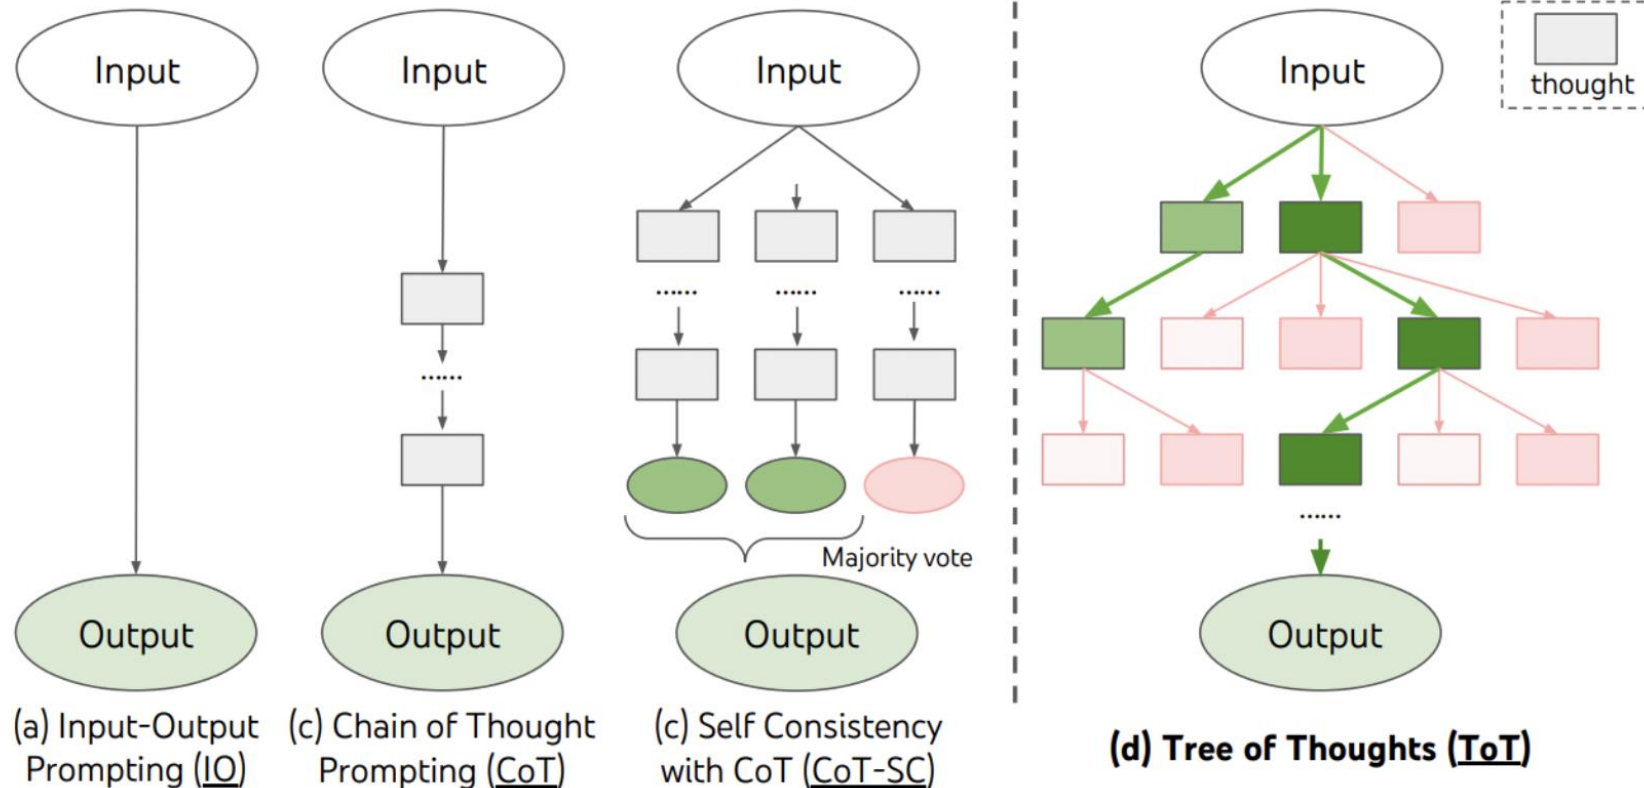 Input
Input
Input
Input
thought
......
......
......
......
......
Majority vote
Output
Output
Output
Output
(a) Input-Output
Prompting (IO)
(c) Chain of Thought
Prompting (CoT)
(c) Self Consistency
with CoT (CoT-SC)
(d) Tree of Thoughts (ToT)